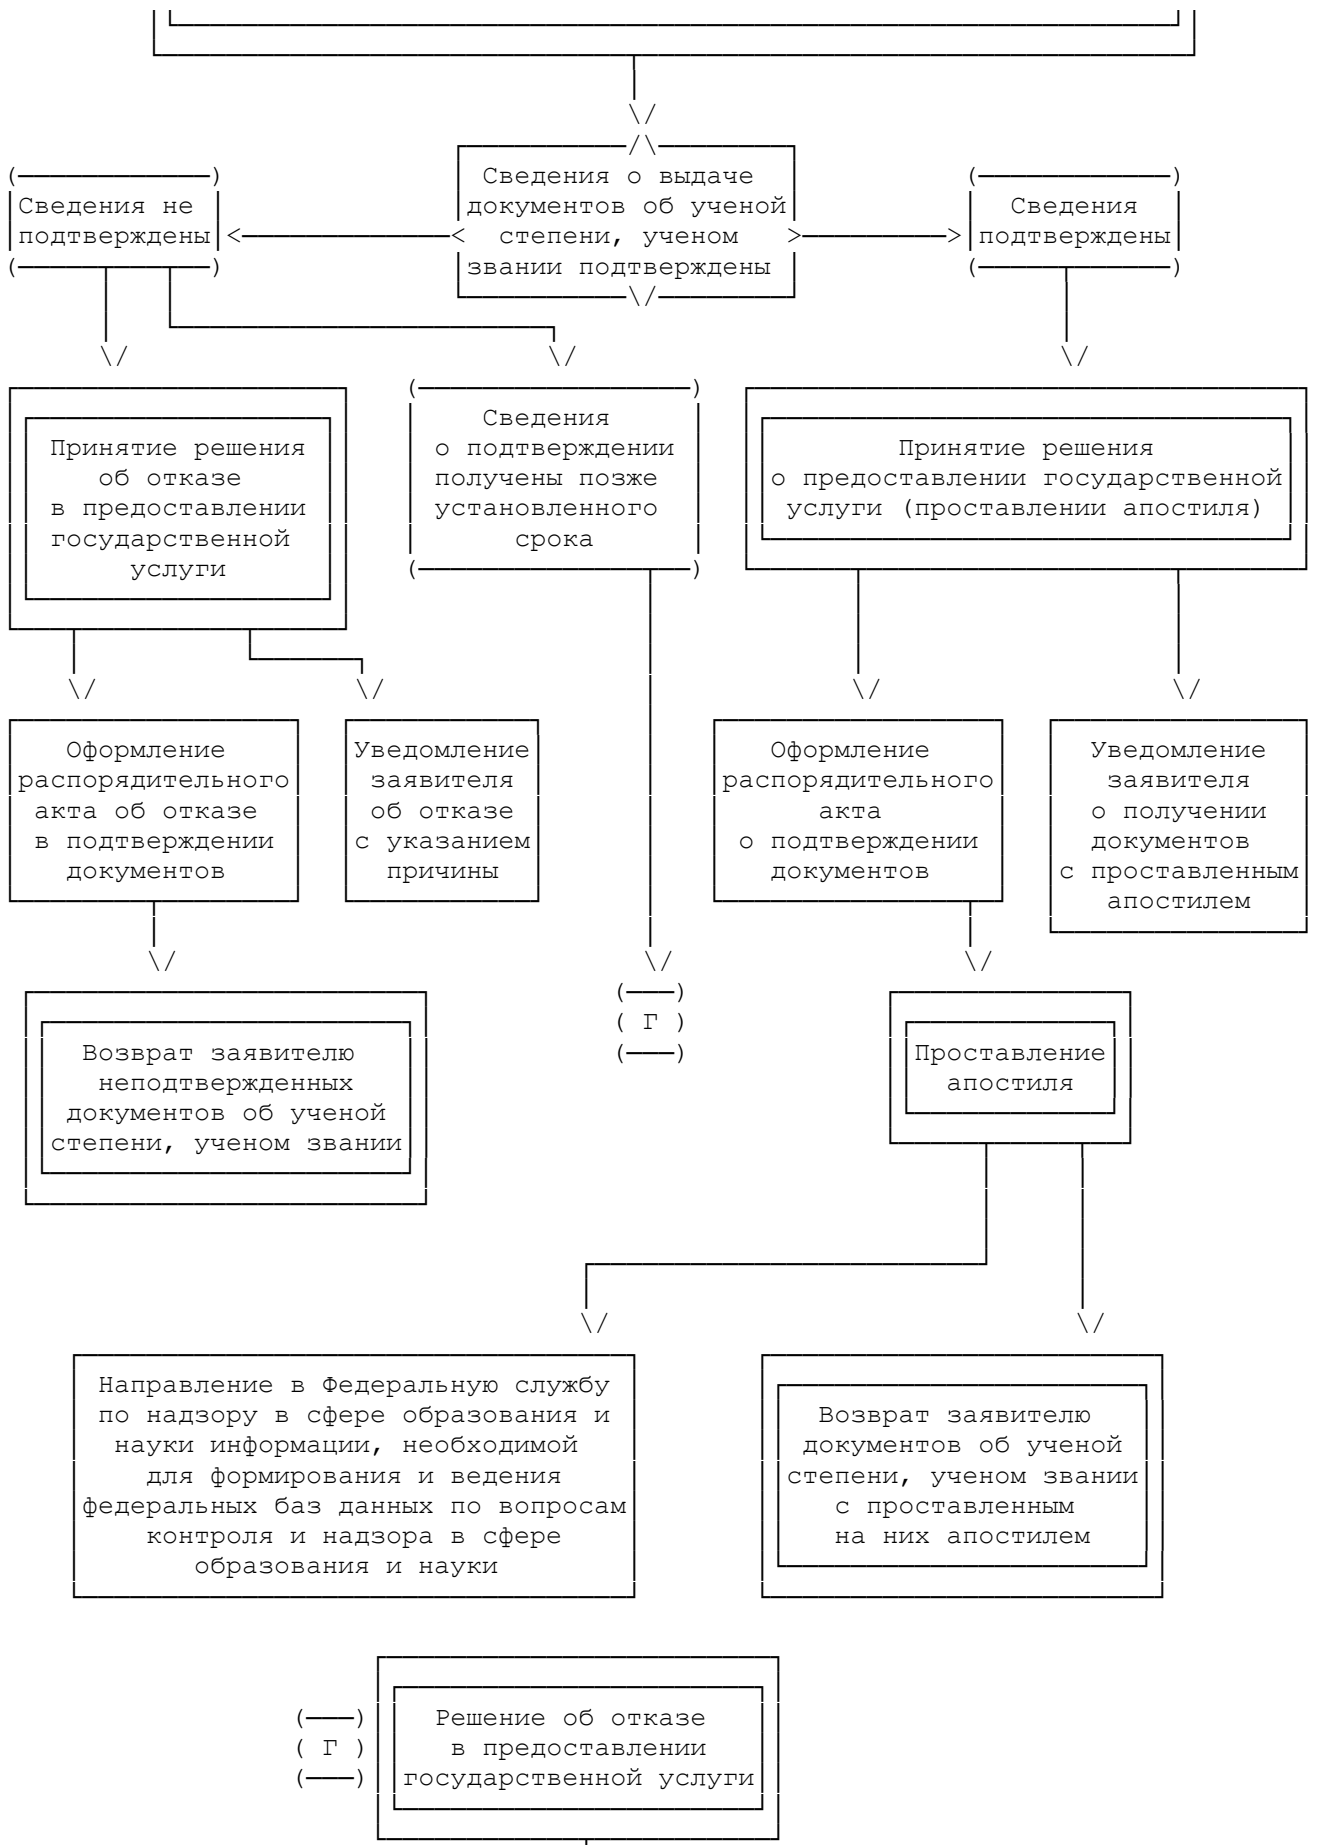 Сведения о выдаче
документов об ученой
степени, ученом
звании подтверждены
Сведения не
подтверждены
Сведения
подтверждены
Принятие решения
об отказе
в предоставлении
государственной
услуги
Сведения
о подтверждении
получены позже
установленного
срока
Принятие решения
о предоставлении государственной
услуги (проставлении апостиля)
Оформление
распорядительного
акта об отказе
в подтверждении
документов
Уведомление
заявителя
об отказе
с указанием
причины
Оформление
распорядительного
акта
о подтверждении
документов
Уведомление
заявителя
о получении
документов
с проставленным
апостилем
Возврат заявителю
неподтвержденных
документов об ученой
степени, ученом звании
( Г )
Проставление
апостиля
Направление в Федеральную службу
по надзору в сфере образования и
науки информации, необходимой
для формирования и ведения
федеральных баз данных по вопросам
контроля и надзора в сфере
образования и науки
Возврат заявителю
документов об ученой
степени, ученом звании
с проставленным
на них апостилем
( Г )
Решение об отказе
в предоставлении
государственной услуги